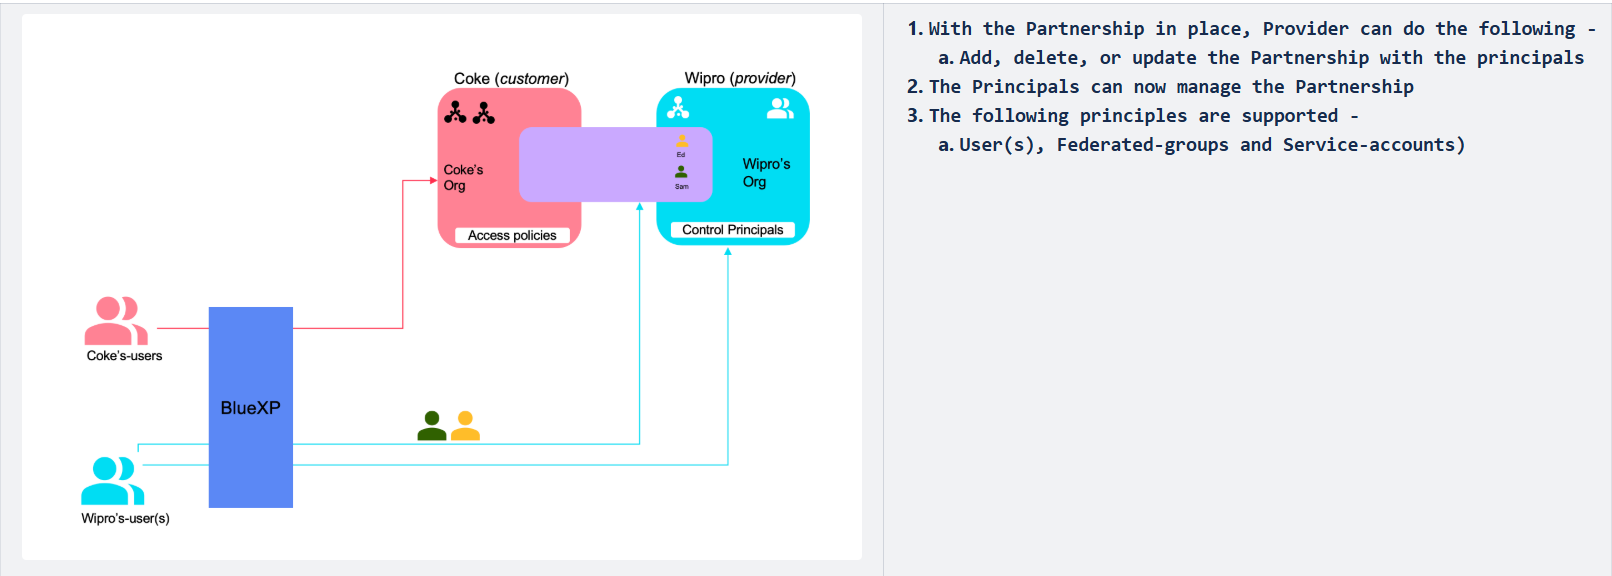 Coke (customer)
Wipro (provider)
Ed
Sam
Coke's
Org
Wipro's
Org
Access policies
Control Principals
Coke's-users
BlueXP
Wipro's-user(s)
1. With the Partnership in place, Provider can do the following -
a. Add, delete, or update the Partnership with the principals
2. The Principals can now manage the Partnership
3. The following principles are supported -
a. User(s), Federated-groups and Service-accounts)